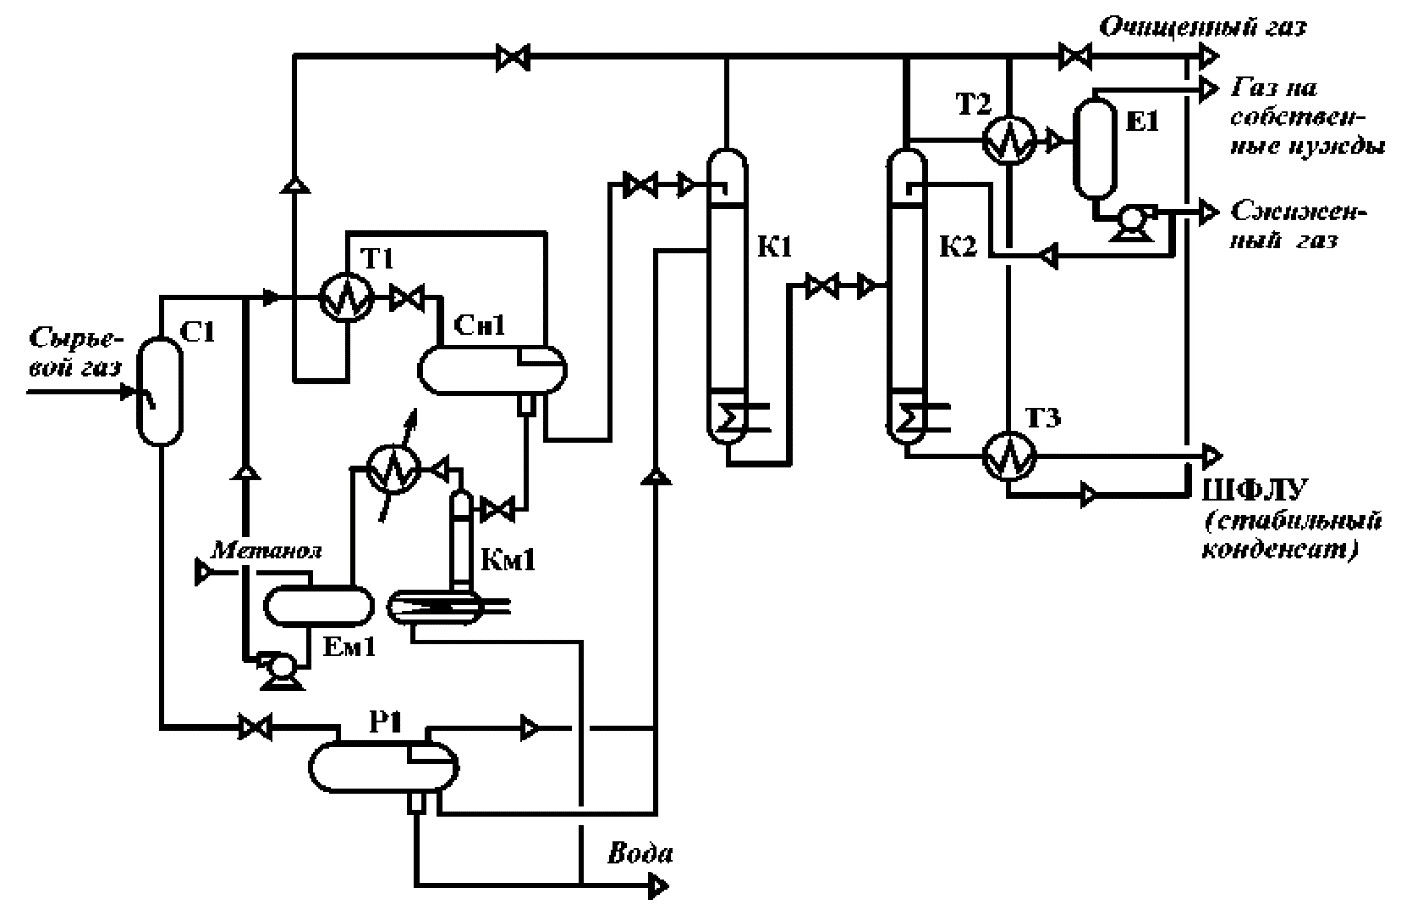 Очищенный газ
Газ на
собствен-
ные нужды
Т2
Е1
Сжижен-
ный газ
К1
К2
Т1
С1
Сн1
Сырье-
вой газ
Т3
ШФЛУ
(стабильный
конденсат)
Метанол
Км1
Ем1
Р1
Вода